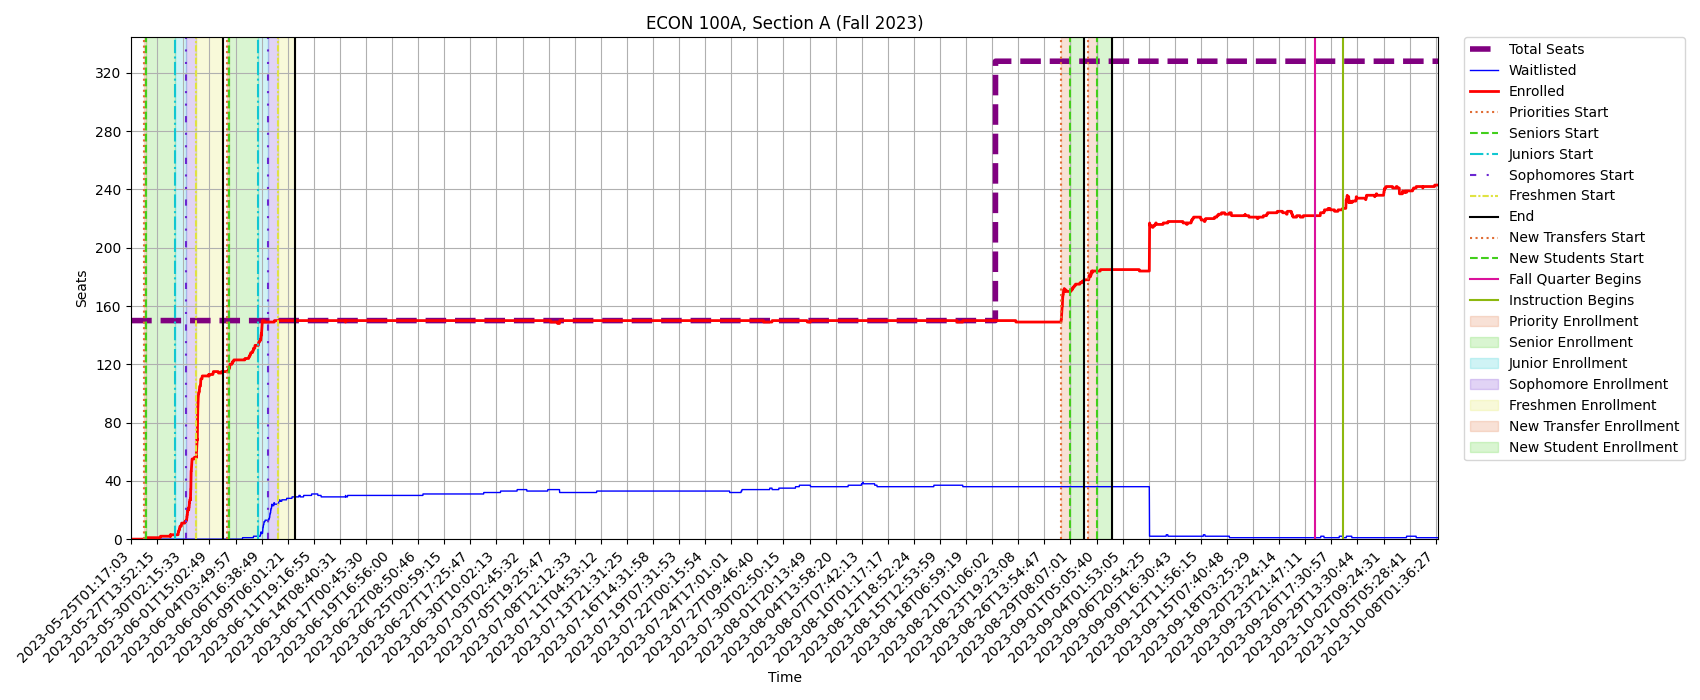 ECON 100A, Section A (Fall 2023)
Seats
320
280
240
200
160
120
80
40
0
2023-05-25T01:17:03
2023-05-27T13:52:15
2023-05-30T02:15:33
2023-06-01T15:02:49
2023-06-04T03:49:57
2023-06-06T16:38:49
2023-06-09T06:01:21
2023-06-11T19:16:55
2023-06-14T08:40:31
2023-06-17T00:45:30
2023-06-19T16:56:00
2023-06-22T08:50:46
2023-06-25T00:59:15
2023-06-27T17:25:47
2023-06-30T10:02:13
2023-07-03T02:45:32
2023-07-05T19:25:47
2023-07-08T12:12:33
2023-07-11T04:53:12
2023-07-13T21:31:25
2023-07-16T14:31:58
2023-07-19T07:31:53
2023-07-22T00:15:54
2023-07-24T17:01:01
2023-07-27T09:46:40
2023-07-30T02:50:15
2023-08-01T20:13:49
2023-08-04T13:58:20
2023-08-07T07:42:13
2023-08-10T01:17:17
2023-08-12T18:52:24
2023-08-15T12:53:59
2023-08-18T06:59:19
2023-08-21T01:06:02
2023-08-23T19:23:08
2023-08-26T13:54:47
2023-08-29T08:07:01
2023-09-01T05:05:40
2023-09-04T01:53:05
2023-09-06T20:54:25
2023-09-09T16:30:43
2023-09-12T11:56:15
2023-09-15T07:40:48
2023-09-18T03:25:29
2023-09-20T23:24:14
2023-09-23T21:47:11
2023-09-26T17:30:57
2023-09-29T13:30:44
2023-10-02T09:24:31
2023-10-05T05:28:41
2023-10-08T01:36:27
Time
Total Seats
Waitlisted
Enrolled
Priorities Start
Seniors Start
Juniors Start
Sophomores Start
Freshmen Start
End
New Transfers Start
New Students Start
Fall Quarter Begins
Instruction Begins
Priority Enrollment
Senior Enrollment
Junior Enrollment
Sophomore Enrollment
Freshmen Enrollment
New Transfer Enrollment
New Student Enrollment